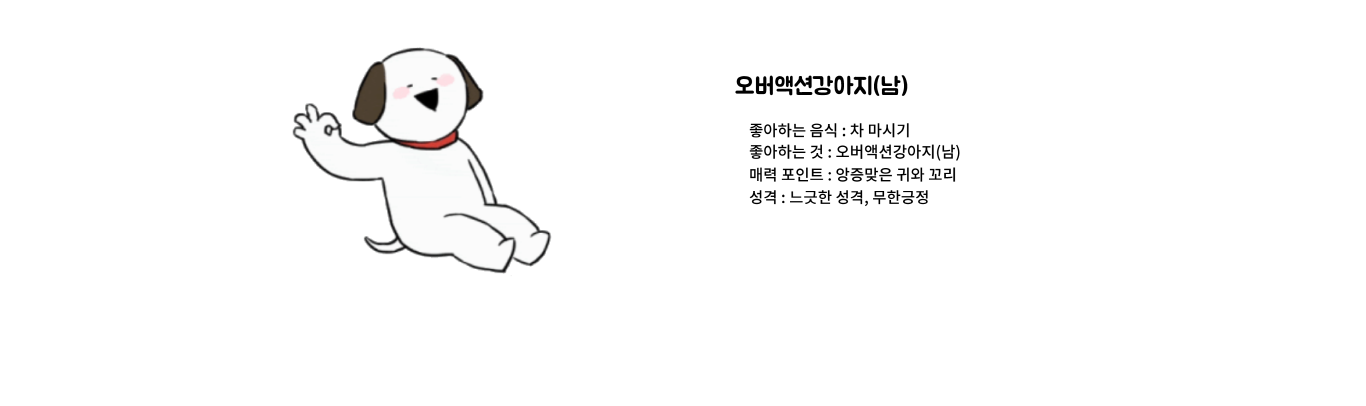 오버액션강아지(남)
좋아하는 음식 : 차 마시기
좋아하는 것 : 오버액션강아지(남)
매력 포인트 : 앙증맞은 귀와 꼬리
성격 : 느긋한 성격, 무한긍정